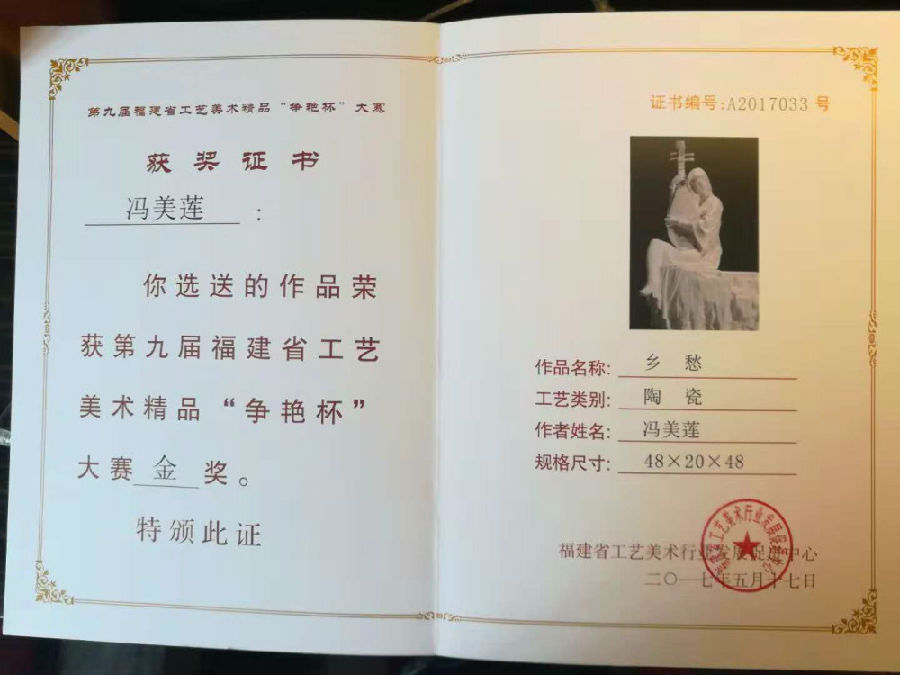 第九届福建省工艺美术精品“争艳杯”大赛
获奖证书
冯美莲：
你选送的作品荣
获第九届福建省工艺
美术精品“争艳杯”
大赛金奖。
特颁此证
证书编号:A2017033号
作品名称: 乡愁
工艺类别: 陶瓷
作者姓名: 冯美莲
规格尺寸: 48×20×48
福建省工艺美术行业发展促进中心
二〇一七年五月十七日